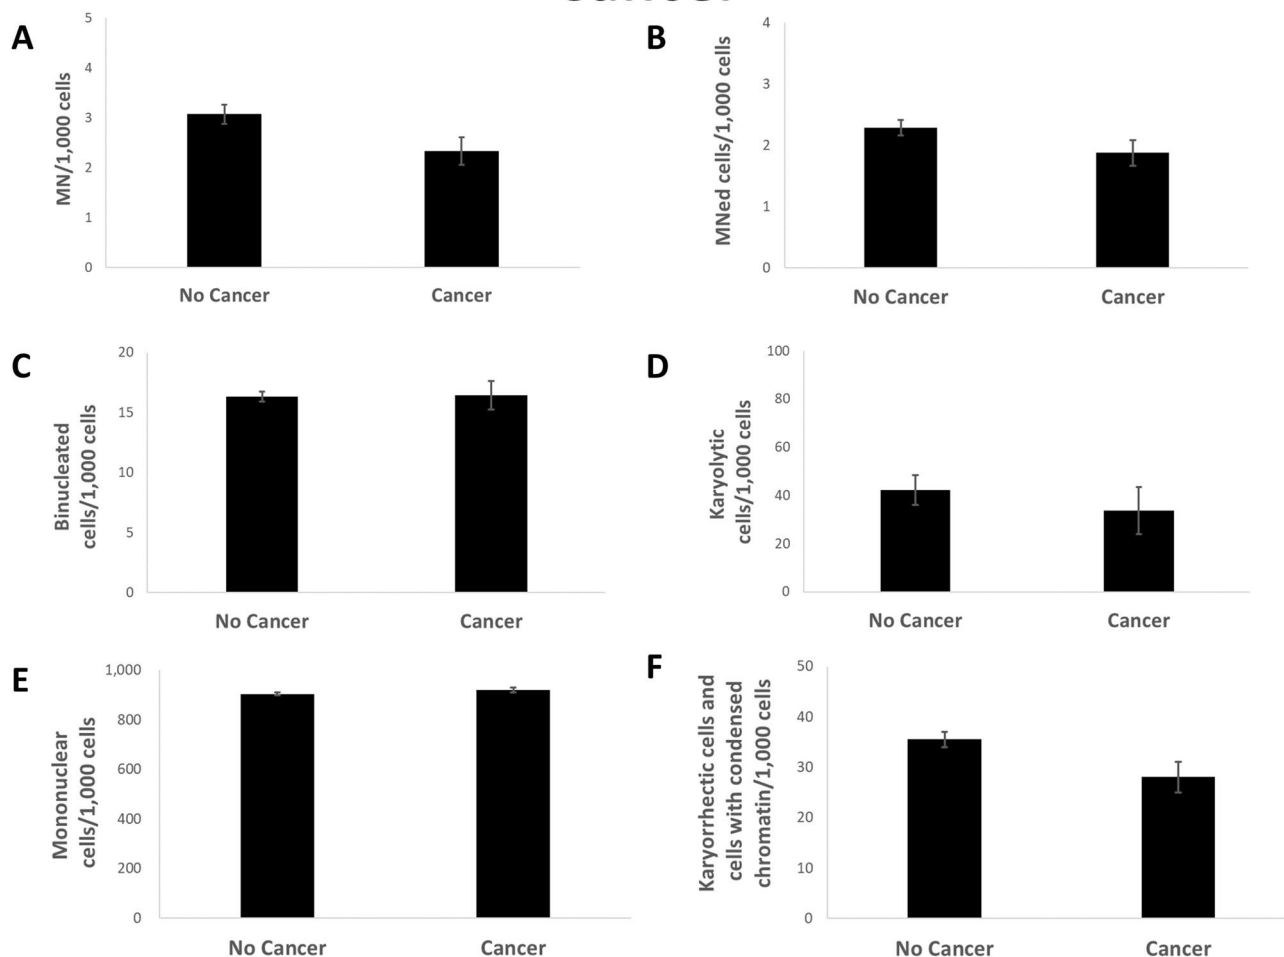 A
MN/1,000 cells
5
4
3
2
1
0
No Cancer
Cancer
B
MNed cells/1,000 cells
4
3
2
1
0
No Cancer
Cancer
C
Binucleated
cells/1,000 cells
20
15
10
5
0
No Cancer
Cancer
D
Karyolytic
cells/1,000 cells
100
80
60
40
20
0
No Cancer
Cancer
E
Mononuclear
cells/1,000 cells
1,000
800
600
400
200
0
No Cancer
Cancer
F
Karyorrhectic cells and
cells with condensed
chromatin/1,000 cells
50
40
30
20
10
0
No Cancer
Cancer